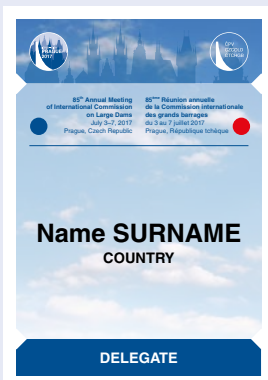 PRAGUE
2017
85th Annual Meeting
of International Commission
on Large Dams
July 3–7, 2017
Prague, Czech Republic
85ème Réunion annuelle
de la Commission internationale
des grands barrages
du 3 au 7 juillet 2017
Prague, République tchèque
Name SURNAME
COUNTRY
DELEGATE